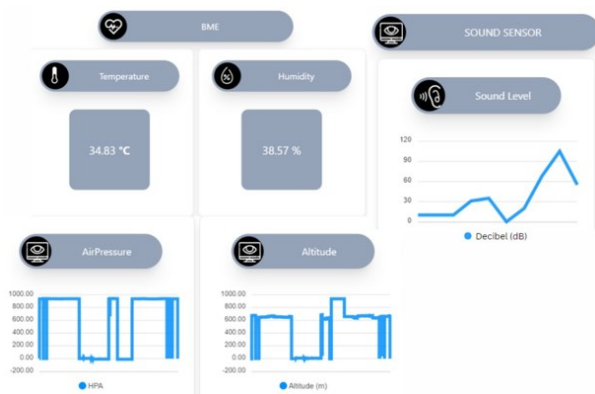 BME
SOUND SENSOR
Temperature
Humidity
Sound Level
34.83 °C
38.57 %
120
90
60
30
0
Decibel (dB)
AirPressure
Altitude
1000.00
800.00
600.00
400.00
200.00
0.00
-200.00
HPA
1000.00
800.00
600.00
400.00
200.00
0.00
-200.00
Altitude (m)